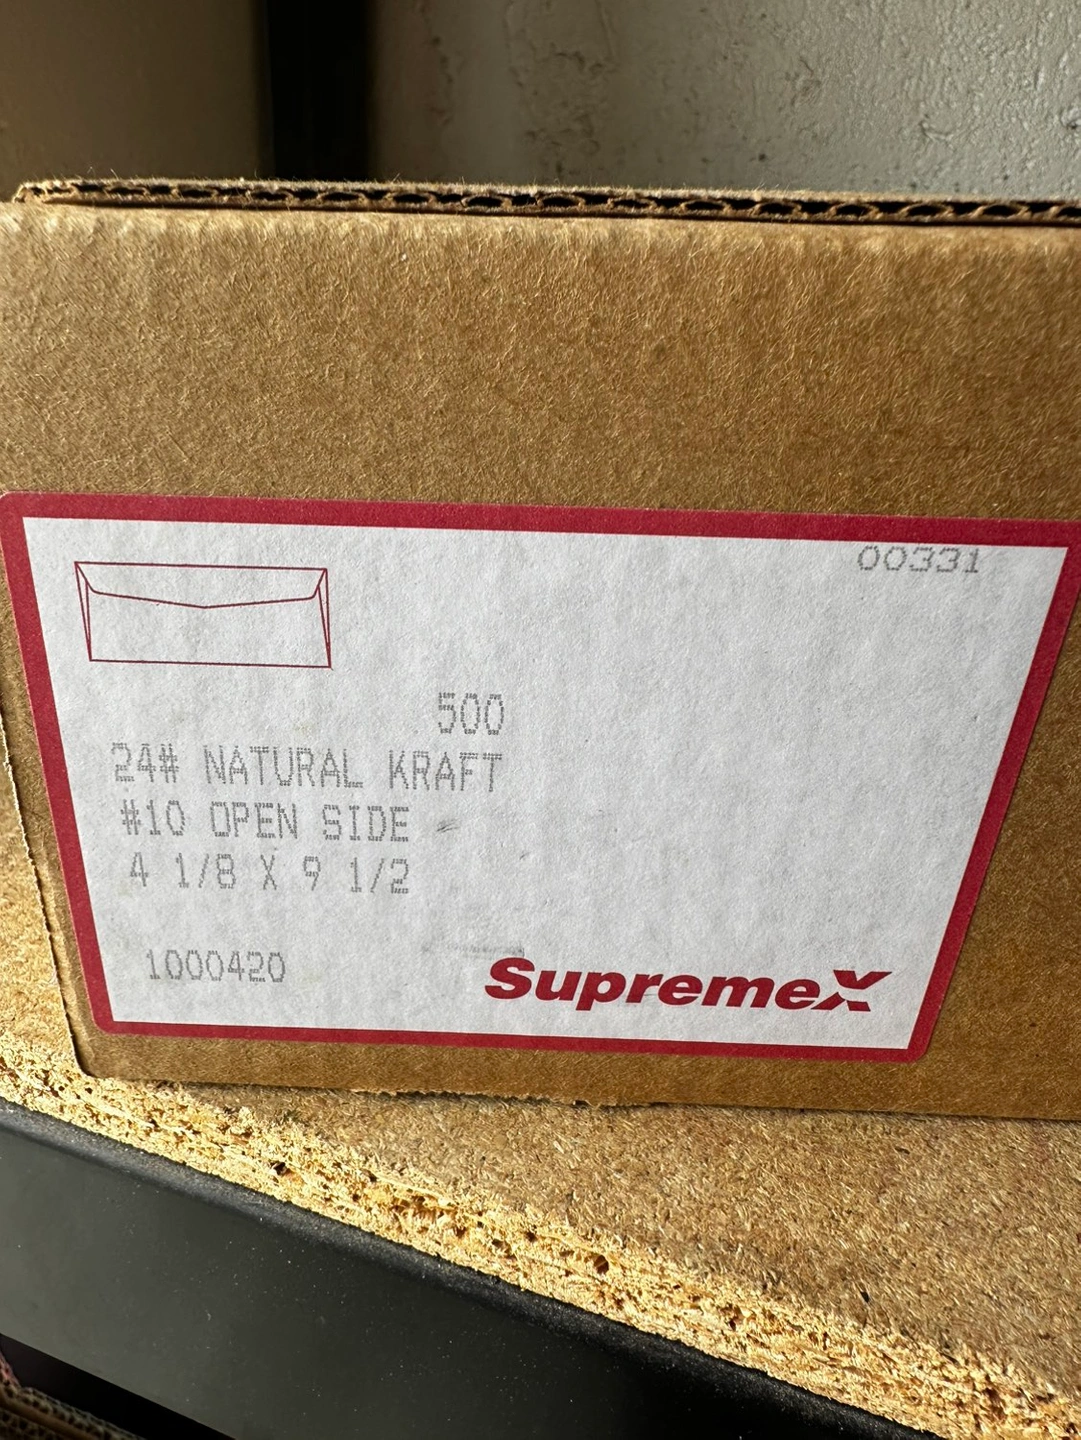 00331
500
24# NATURAL KRAFT
#10 OPEN SIDE
4 1/8 X 9 1/2
1000420
Supremex